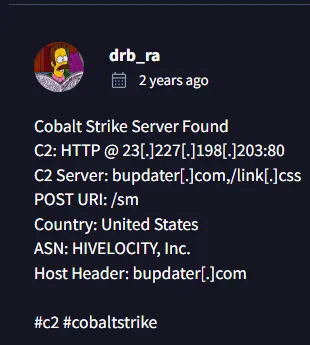 drb_ra
2 years ago
Cobalt Strike Server Found
C2: HTTP @ 23[.]227[.]198[.]203:80
C2 Server: bupdater[.]com,/link[.]css
POST URI: /sm
Country: United States
ASN: HIVELOCITY, Inc.
Host Header: bupdater[.]com
#c2 #cobaltstrike